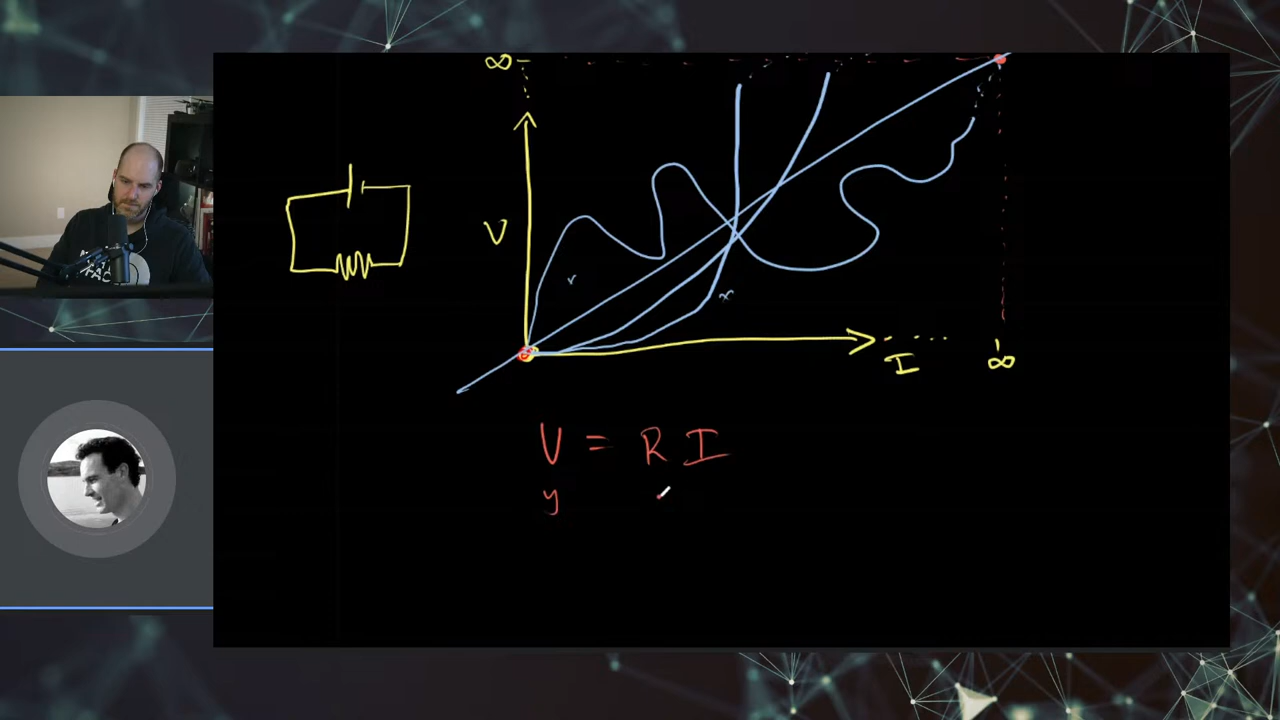 ∞
V
I
∞
V = R I
y